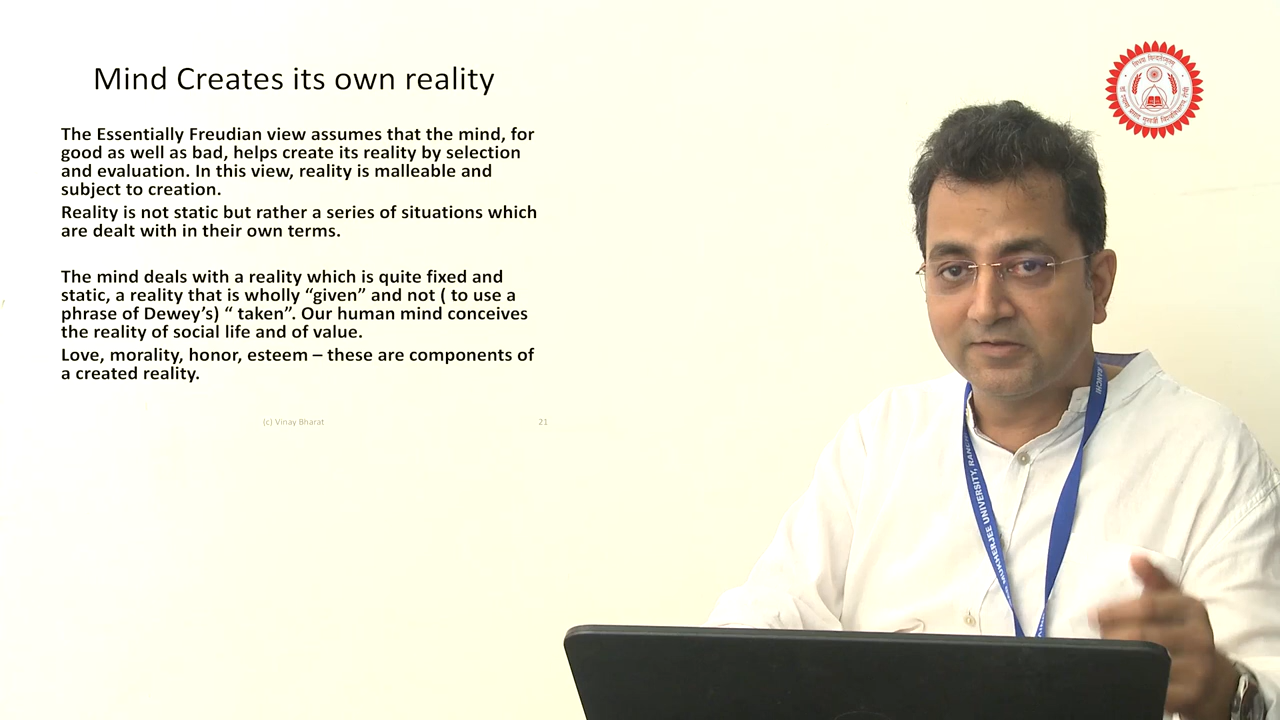 Mind Creates its own reality
The Essentially Freudian view assumes that the mind, for
good as well as bad, helps create its reality by selection
and evaluation. In this view, reality is malleable and
subject to creation.
Reality is not static but rather a series of situations which
are dealt with in their own terms.
The mind deals with a reality which is quite fixed and
static, a reality that is wholly “given” and not ( to use a
phrase of Dewey’s) “ taken”. Our human mind conceives
the reality of social life and of value.
Love, morality, honor, esteem – these are components of
a created reality.
(c) Vinay Bharat
21
MUKHERJEE UNIVERSITY, RANC
RANCHI